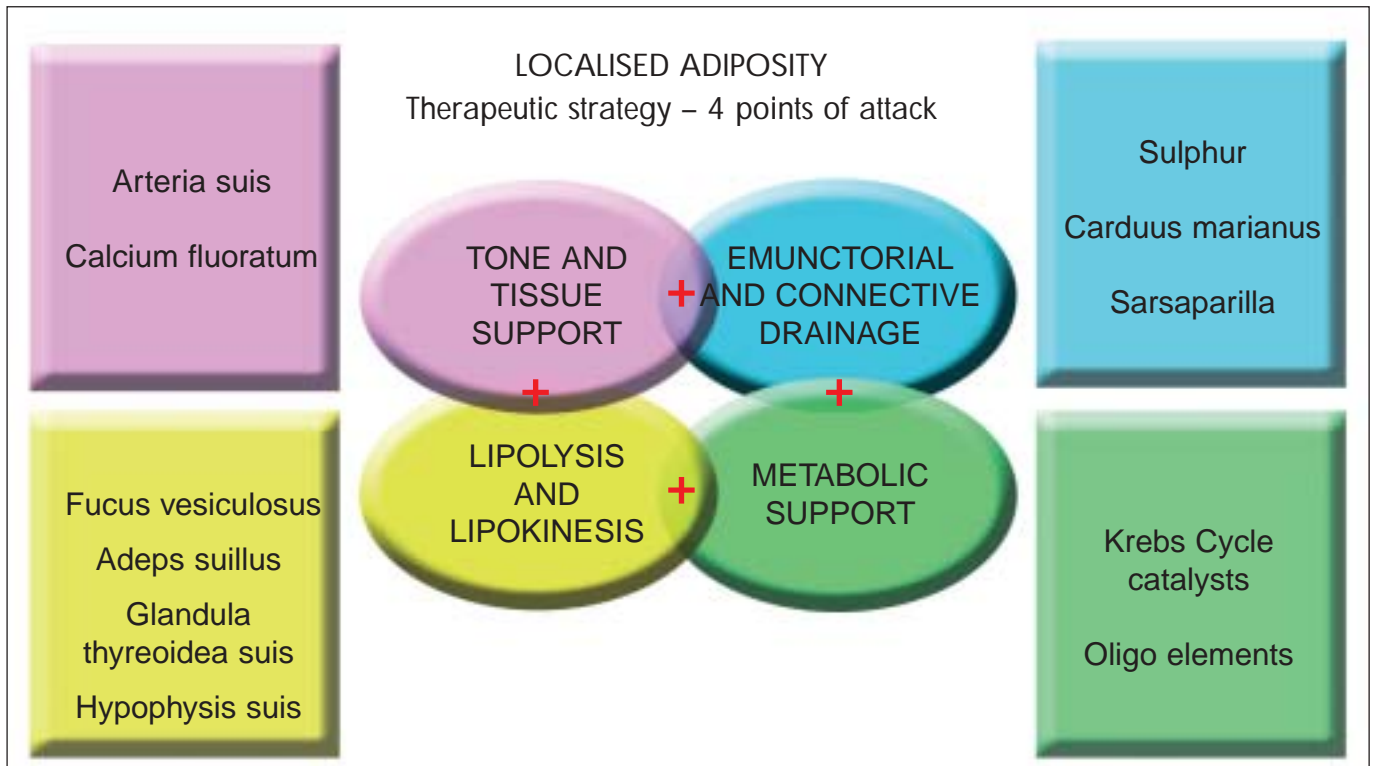 LOCALISED ADIPOSITY
Therapeutic strategy – 4 points of attack
Arteria suis
Calcium fluoratum
Sulphur
Carduus marianus
Sarsaparilla
TONE AND
TISSUE
SUPPORT
+
EMUNCTORIAL
AND CONNECTIVE
DRAINAGE
+
+
LIPOLYSIS
AND
LIPOKINESIS
+
METABOLIC
SUPPORT
Fucus vesiculosus
Adeps suillus
Glandula
thyreoidea suis
Hypophysis suis
Krebs Cycle
catalysts
Oligo elements